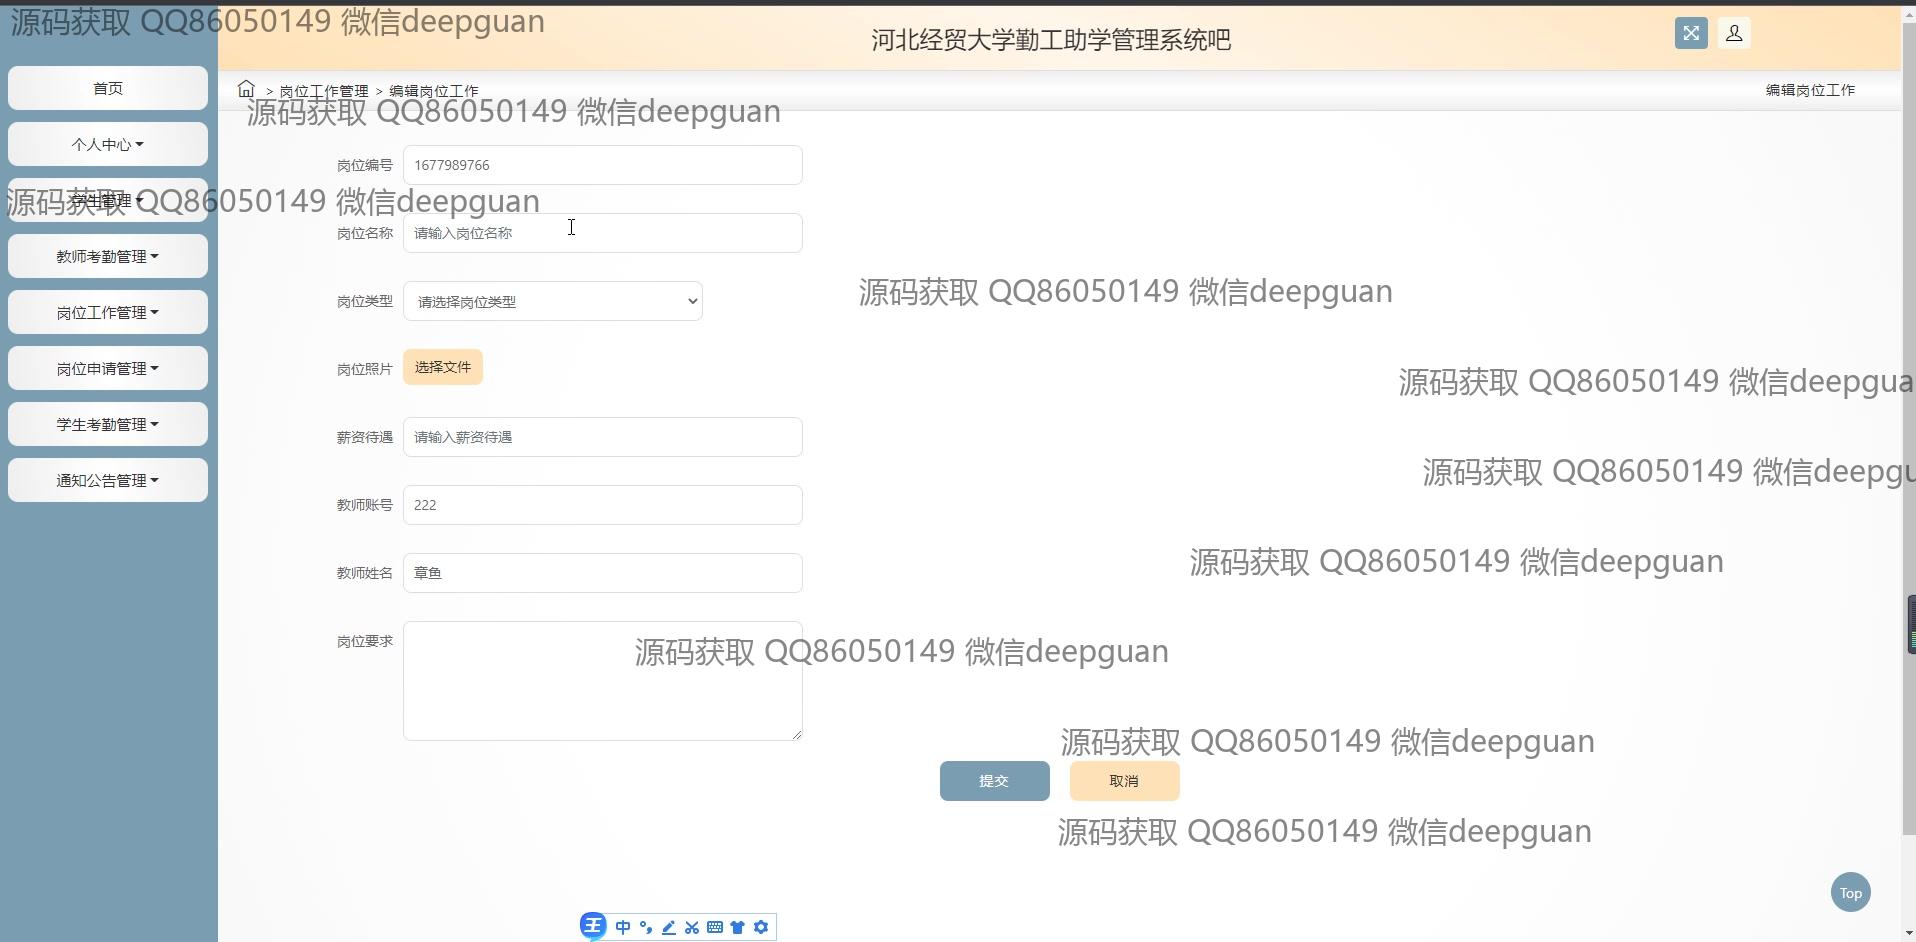 源码获取 QQ86050149 微信deepguan
河北经贸大学勤工助学管理系统吧
首页
> 岗位工作管理 > 编辑岗位工作
编辑岗位工作
源码获取 QQ86050149 微信deepguan
个人中心
岗位编号 1677989766
学生管理
源码获取 QQ86050149 微信deepguan
岗位名称 请输入岗位名称
教师考勤管理
源码获取 QQ86050149 微信deepguan
岗位类型 请选择岗位类型
岗位工作管理
岗位照片 选择文件
岗位申请管理
源码获取 QQ86050149 微信deepgua
学生考勤管理
薪资待遇 请输入薪资待遇
源码获取 QQ86050149 微信deepgu
通知公告管理
教师账号 222
源码获取 QQ86050149 微信deepguan
教师姓名 章鱼
岗位要求
源码获取 QQ86050149 微信deepguan
源码获取 QQ86050149 微信deepguan
提交 取消
源码获取 QQ86050149 微信deepguan
Top
王 中